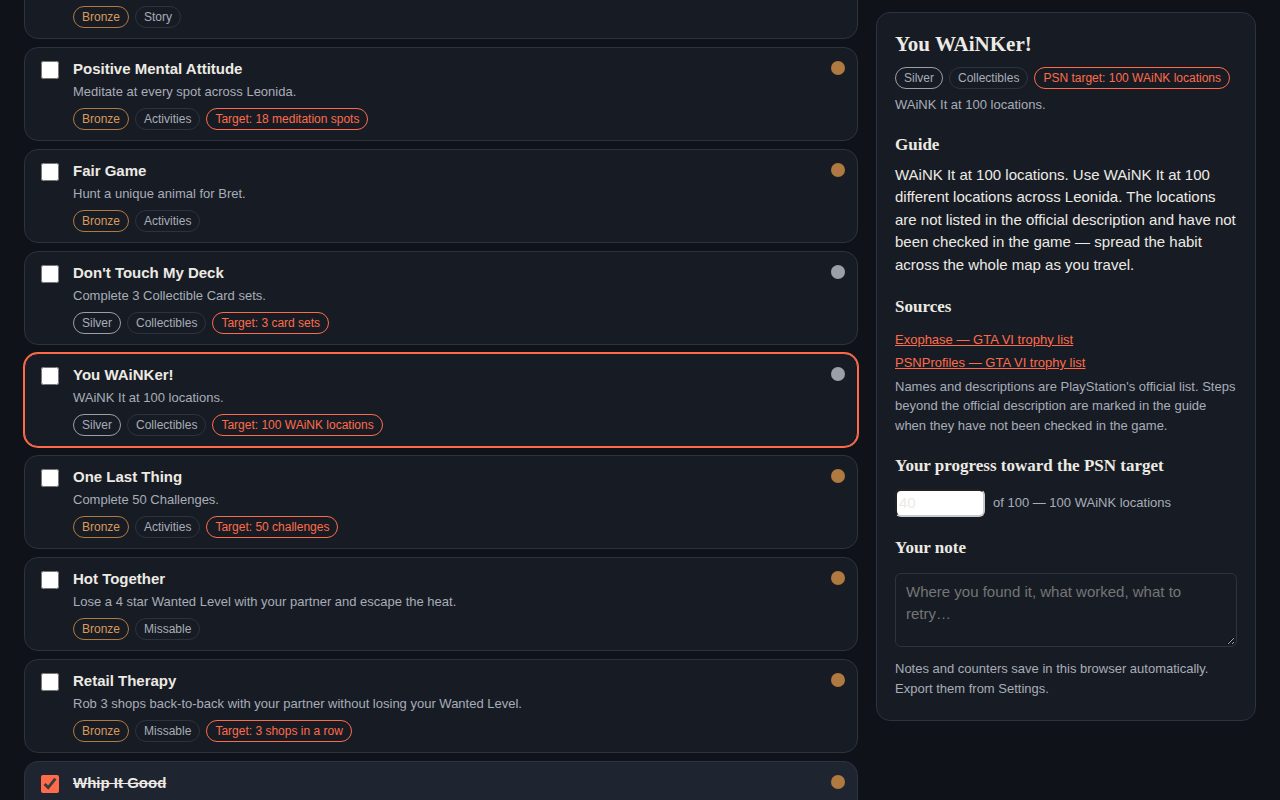 Bronze Story
Positive Mental Attitude
Meditate at every spot across Leonida.
Bronze Activities Target: 18 meditation spots
Fair Game
Hunt a unique animal for Bret.
Bronze Activities
Don't Touch My Deck
Complete 3 Collectible Card sets.
Silver Collectibles Target: 3 card sets
You WAiNKer!
WAiNK It at 100 locations.
Silver Collectibles Target: 100 WAiNK locations
One Last Thing
Complete 50 Challenges.
Bronze Activities Target: 50 challenges
Hot Together
Lose a 4 star Wanted Level with your partner and escape the heat.
Bronze Missable
Retail Therapy
Rob 3 shops back-to-back with your partner without losing your Wanted Level.
Bronze Missable Target: 3 shops in a row
Whip It Good
You WAiNKer!
Silver Collectibles PSN target: 100 WAiNK locations
WAiNK It at 100 locations.
Guide
WAiNK It at 100 locations. Use WAiNK It at 100
different locations across Leonida. The locations
are not listed in the official description and have not
been checked in the game — spread the habit
across the whole map as you travel.
Sources
Exophase — GTA VI trophy list
PSNProfiles — GTA VI trophy list
Names and descriptions are PlayStation's official list. Steps
beyond the official description are marked in the guide
when they have not been checked in the game.
Your progress toward the PSN target
40 of 100 — 100 WAiNK locations
Your note
Where you found it, what worked, what to
retry…
Notes and counters save in this browser automatically.
Export them from Settings.